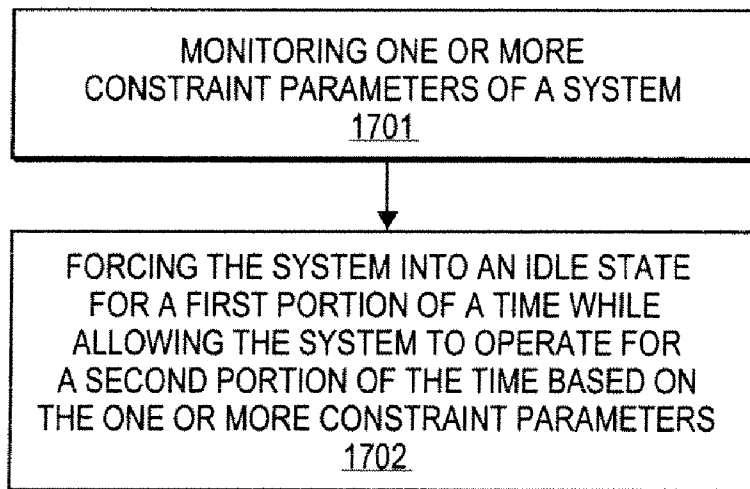 MONITORING ONE OR MORE
CONSTRAINT PARAMETERS OF A SYSTEM
1701
FORCING THE SYSTEM INTO AN IDLE STATE
FOR A FIRST PORTION OF A TIME WHILE
ALLOWING THE SYSTEM TO OPERATE FOR
A SECOND PORTION OF THE TIME BASED ON
THE ONE OR MORE CONSTRAINT PARAMETERS
1702